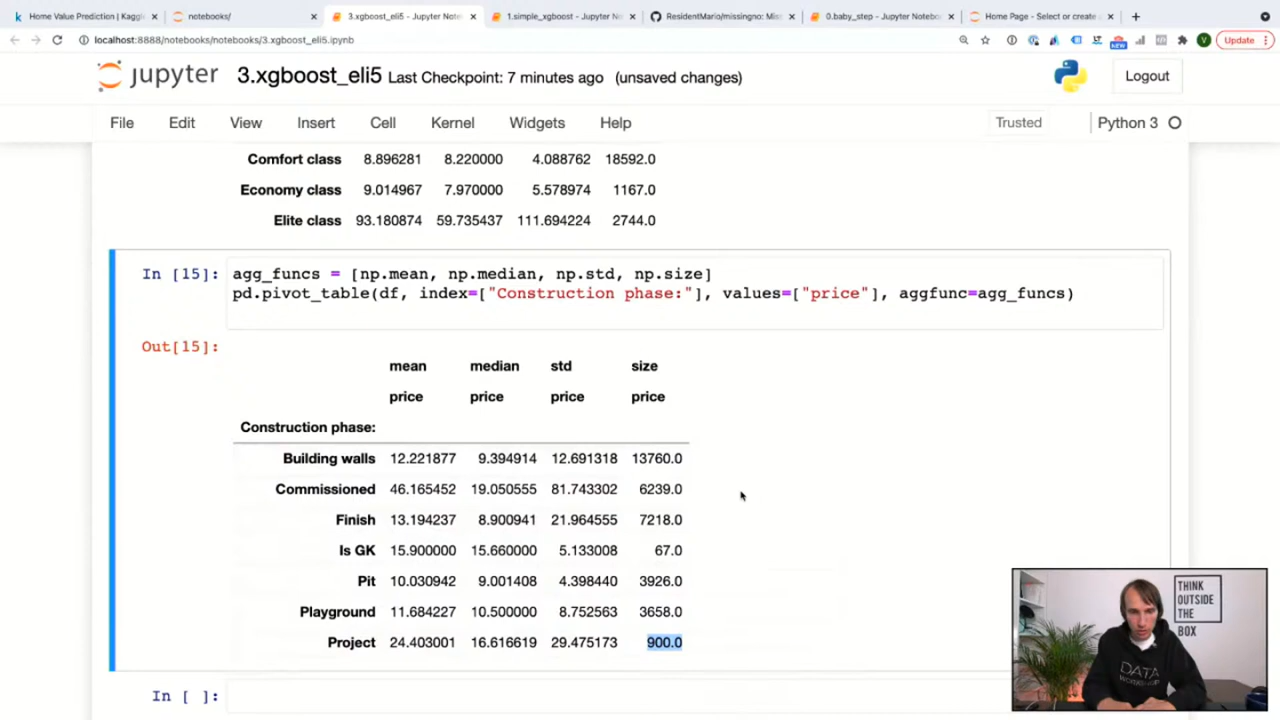 Home Value Prediction | Kaggle
notebooks/
3.xgboost_eli5 - Jupyter Note
1.simple_xgboost - Jupyter Not
ResidentMario/missingno: Mis
0.baby_step - Jupyter Noteboo
Home Page - Select or create a
localhost:8888/notebooks/notebooks/3.xgboost_eli5.ipynb
NEW
V
Update
jupyter
3.xgboost_eli5 Last Checkpoint: 7 minutes ago (unsaved changes)
Logout
File Edit View Insert Cell Kernel Widgets Help
Trusted
Python 3
Comfort class 8.896281 8.220000 4.088762 18592.0
Economy class 9.014967 7.970000 5.578974 1167.0
Elite class 93.180874 59.735437 111.694224 2744.0
In [15]: agg_funcs = [np.mean, np.median, np.std, np.size]
pd.pivot_table(df, index=["Construction phase:"], values=["price"], aggfunc=agg_funcs)
Out[15]:
mean median std size
price price price price
Construction phase:
Building walls 12.221877 9.394914 12.691318 13760.0
Commissioned 46.165452 19.050555 81.743302 6239.0
Finish 13.194237 8.900941 21.964555 7218.0
Is GK 15.900000 15.660000 5.133008 67.0
Pit 10.030942 9.001408 4.398440 3926.0
Playground 11.684227 10.500000 8.752563 3658.0
Project 24.403001 16.616619 29.475173 900.0
In [ ]:
THINK
OUTSIDE
THE
BOX
DATA